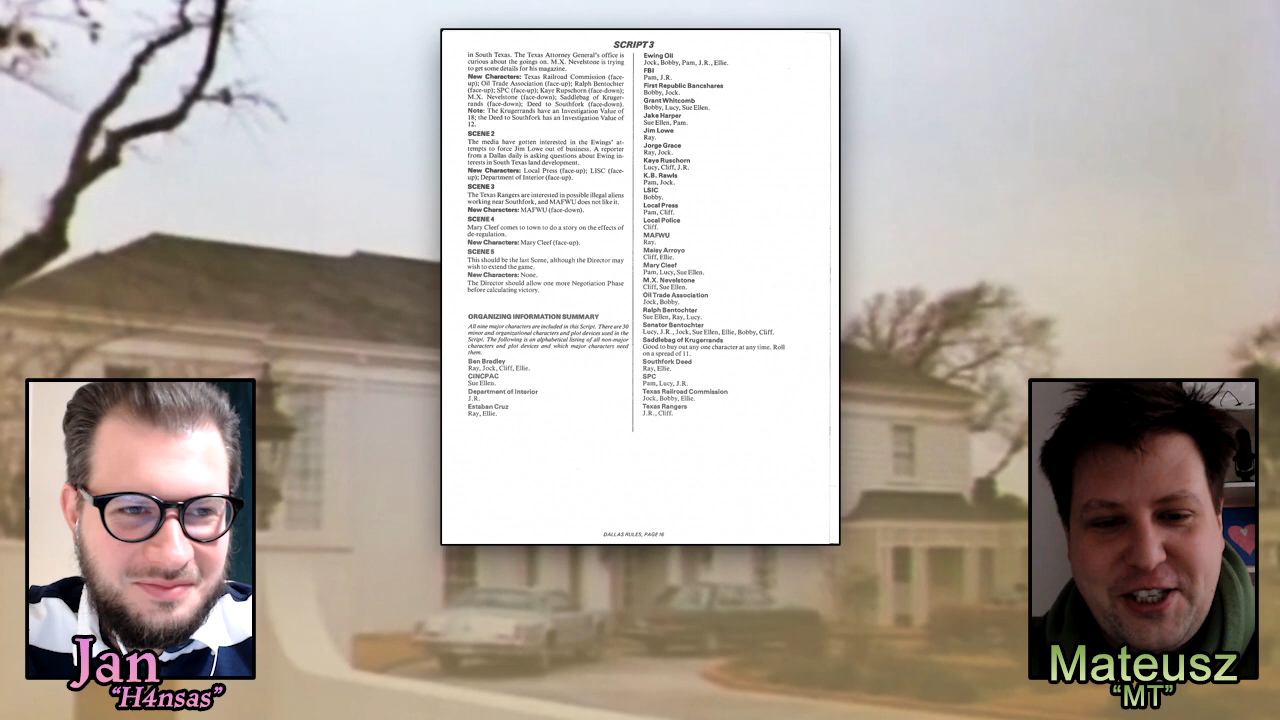 SCRIPT 3
in South Texas. The Texas Attorney General's office is
curious about the goings on. M.X. Nevelstone is trying
to get some details for his magazine.
New Characters: Texas Railroad Commission (face-
up); Oil Trade Association (face-up); Ralph Bentochter
(face-up); SPC (face-up); Kaye Rupschorn (face-down);
M.X. Nevelstone (face-down); Saddlebag of Kruger-
rands (face-down); Deed to Southfork (face-down).
Note: The Krugerrands have an Investigation Value of
18; the Deed to Southfork has an Investigation Value of
12.
SCENE 2
The media have gotten interested in the Ewings' at-
tempts to force Jim Lowe out of business. A reporter
from a Dallas daily is asking questions about Ewing in-
terests in South Texas land development.
New Characters: Local Press (face-up); LISC (face-
up); Department of Interior (face-up).
SCENE 3
The Texas Rangers are interested in possible illegal aliens
working near Southfork, and MAFWU does not like it.
New Characters: MAFWU (face-down).
SCENE 4
Mary Cleef comes to town to do a story on the effects of
de-regulation.
New Characters: Mary Cleef (face-up).
SCENE 5
This should be the last Scene, although the Director may
wish to extend the game.
New Characters: None.
The Director should allow one more Negotiation Phase
before calculating victory.
ORGANIZING INFORMATION SUMMARY
All nine major characters are included in this Script. There are 30
minor and organizational characters and plot devices used in the
Script. The following is an alphabetical listing of all non-major
characters and plot devices and which major characters need
them.
Ben Bradley
Ray, Jock, Cliff, Ellie.
CINCPAC
Sue Ellen.
Department of Interior
J.R.
Estaban Cruz
Ray, Ellie.
Ewing Oil
Jock, Bobby, Pam, J.R., Ellie.
FBI
Pam, J.R.
First Republic Bancshares
Bobby, Jock.
Grant Whitcomb
Bobby, Lucy, Sue Ellen.
Jake Harper
Sue Ellen, Pam.
Jim Lowe
Ray.
Jorge Grace
Ray, Jock.
Kaye Ruschorn
Lucy, Cliff, J.R.
K.B. Rawls
Pam, Jock.
LSIC
Bobby.
Local Press
Pam, Cliff.
Local Police
Cliff.
MAFWU
Ray.
Maisy Arroyo
Cliff, Ellie.
Mary Cleef
Pam, Lucy, Sue Ellen.
M.X. Nevelstone
Cliff, Sue Ellen.
Oil Trade Association
Jock, Bobby.
Ralph Bentochter
Sue Ellen, Ray, Lucy.
Senator Bantochter
Lucy, J.R., Jock, Sue Ellen, Ellie, Bobby, Cliff.
Saddlebag of Krugerrands
Good to buy out any one character at any time. Roll
on a spread of 11.
Southfork Deed
Ray, Ellie.
SPC
Pam, Lucy, J.R.
Texas Railroad Commission
Jock, Bobby, Ellie.
Texas Rangers
J.R., Cliff.
DALLAS RULES, PAGE 16
Jan
"H4nsas"
Mateusz
"MT"